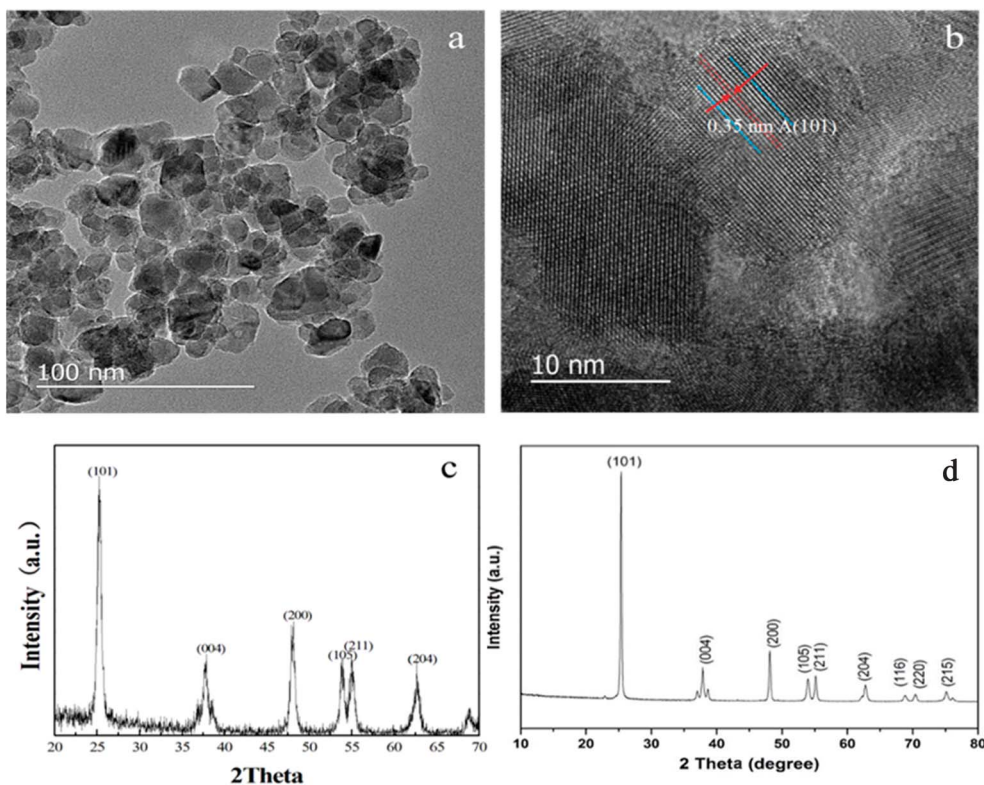 a
100 nm
b
0.35 nm A(101)
10 nm
c
(101)
(004)
(200)
(105)
(211)
(204)
Intensity (a.u.)
20 25 30 35 40 45 50 55 60 65 70
2Theta
d
(101)
(004)
(200)
(105)
(211)
(204)
(116)
(220)
(215)
Intensity (a.u.)
10 20 30 40 50 60 70 80
2 Theta (degree)